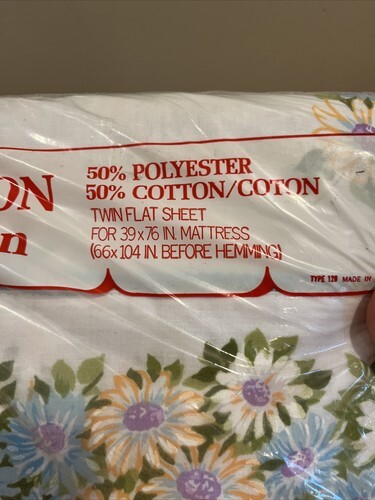 ON
n
50% POLYESTER
50% COTTON/COTON
TWIN FLAT SHEET
FOR 39x76 IN. MATTRESS
(66x104 IN. BEFORE HEMMING)
TYPE 128 MADE IN